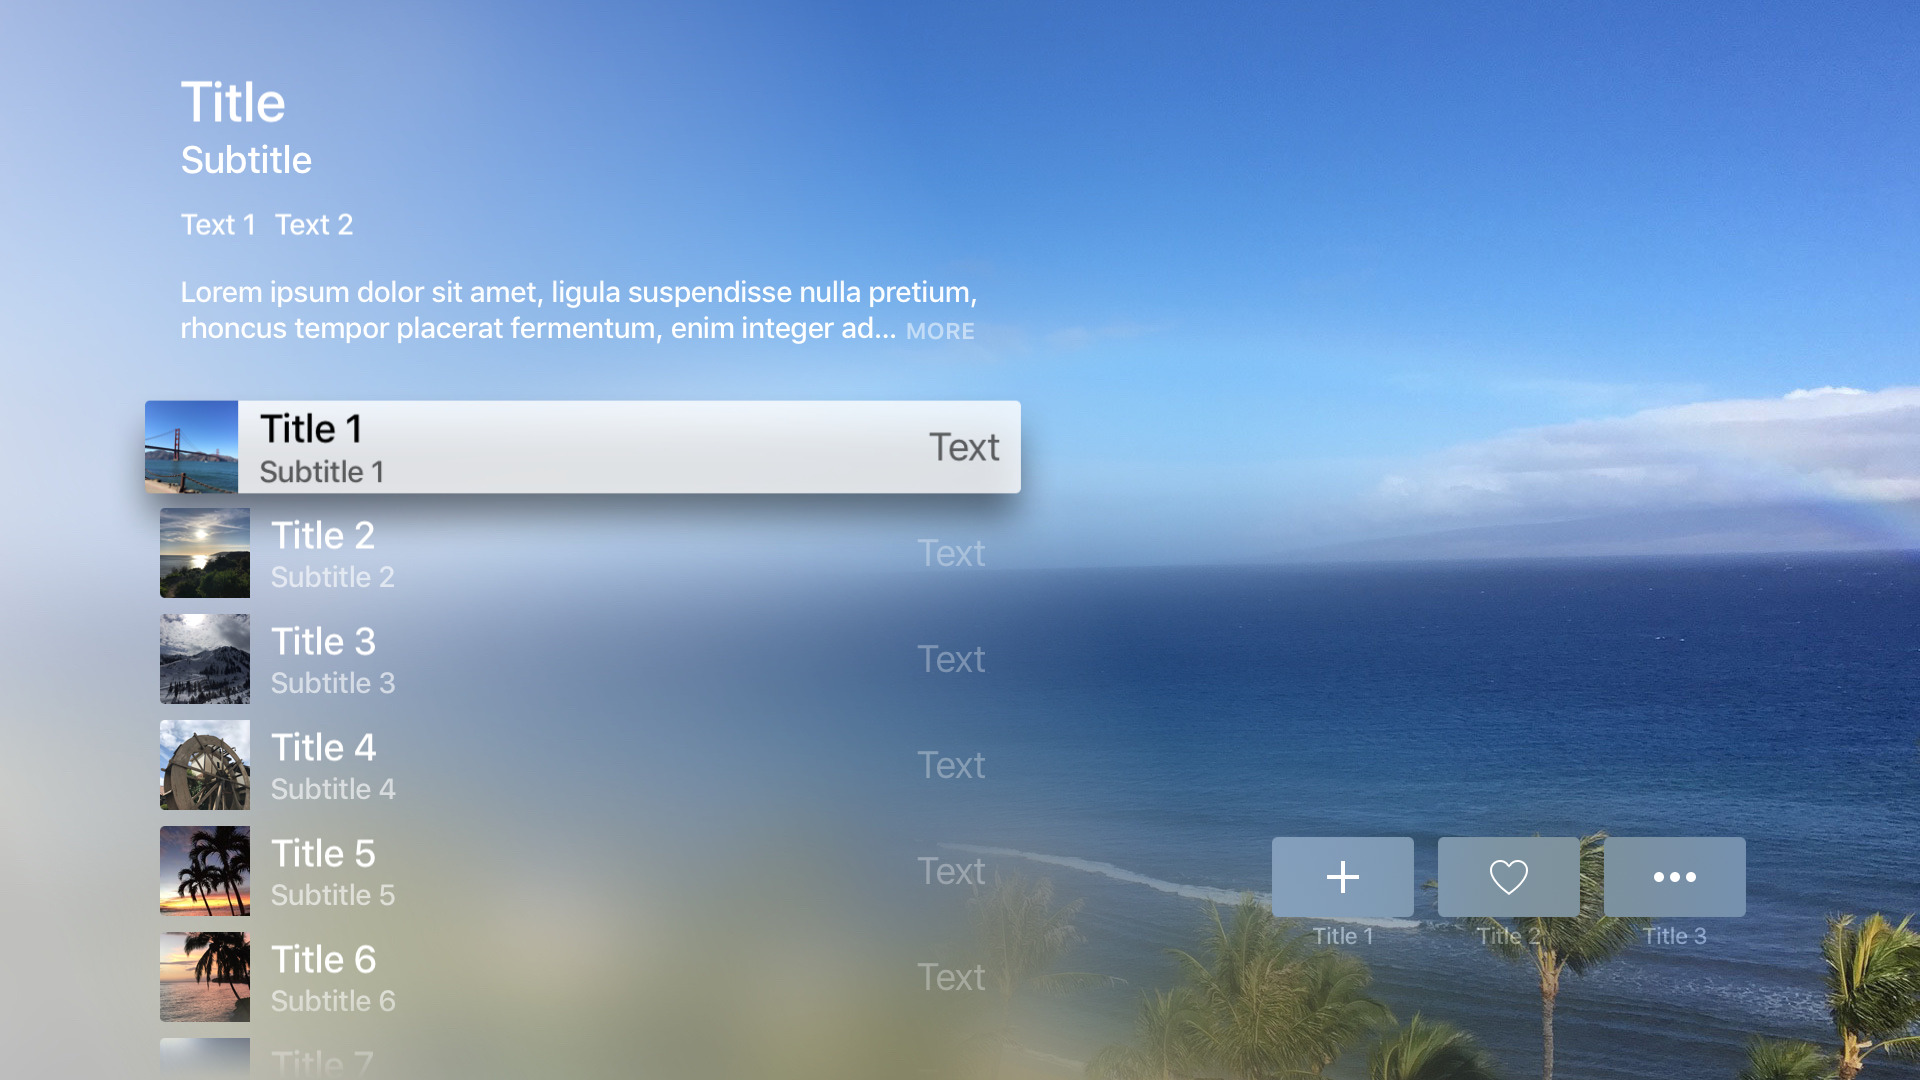 Title
Subtitle
Text 1 Text 2
Lorem ipsum dolor sit amet, ligula suspendisse nulla pretium,
rhoncus tempor placerat fermentum, enim integer ad... MORE
Title 1
Subtitle 1
Text
Title 2
Subtitle 2
Text
Title 3
Subtitle 3
Text
Title 4
Subtitle 4
Text
Title 5
Subtitle 5
Text
Title 6
Subtitle 6
Text
Title 7
Title 1
Title 2
Title 3